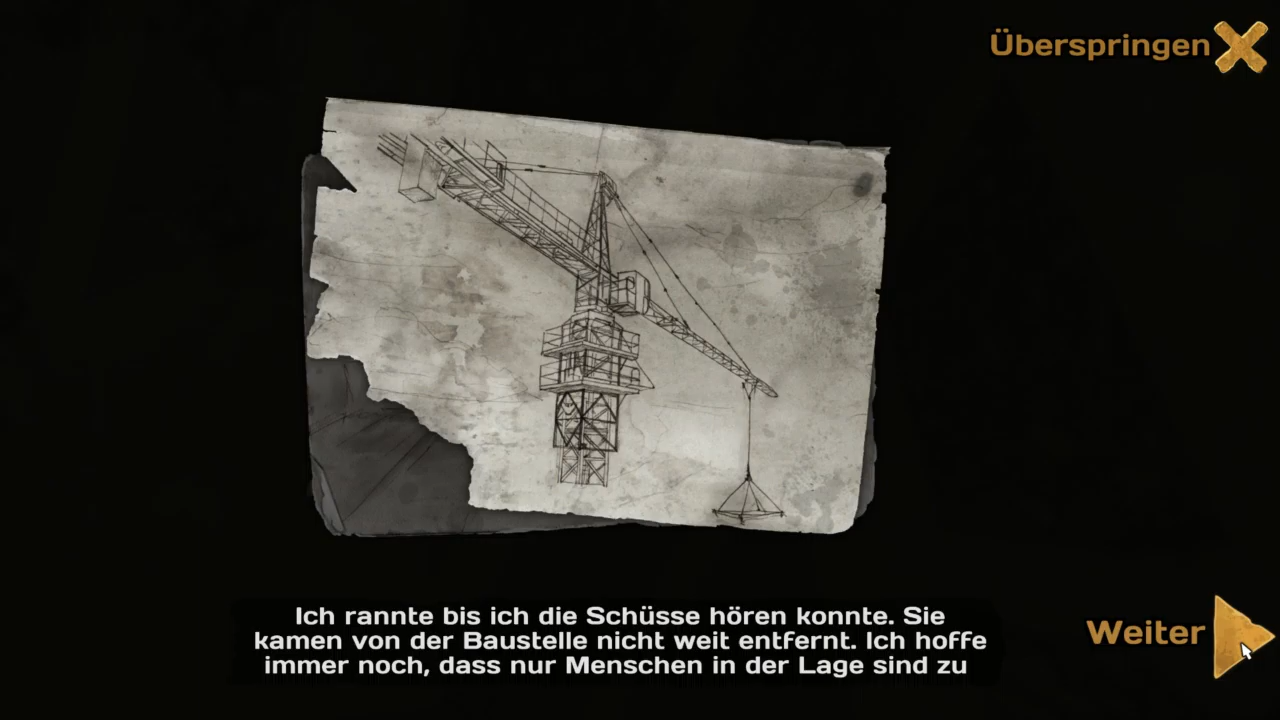 Überspringen
Ich rannte bis ich die Schüsse hören konnte. Sie
kamen von der Baustelle nicht weit entfernt. Ich hoffe
immer noch, dass nur Menschen in der Lage sind zu
Weiter